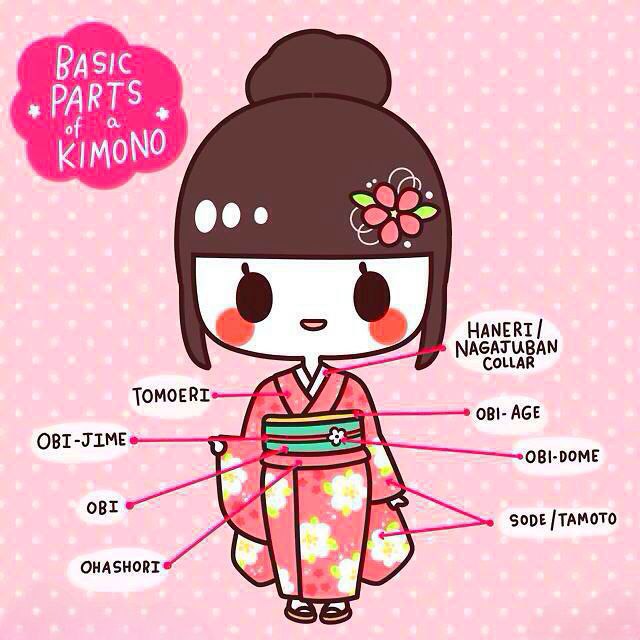 BASIC
PARTS
of a
KIMONO
HANERI/
NAGAJUBAN
COLLAR
TOMOERI
OBI-AGE
OBI-JIME
OBI-DOME
OBI
SODE/TAMOTO
OHASHORI